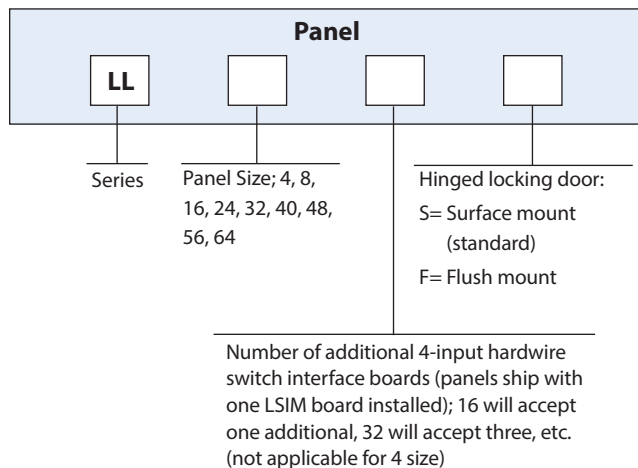 Panel
LL
Series
Panel Size; 4, 8,
16, 24, 32, 40, 48,
56, 64
Hinged locking door:
S= Surface mount
(standard)
F= Flush mount
Number of additional 4-input hardwire
switch interface boards (panels ship with
one LSIM board installed); 16 will accept
one additional, 32 will accept three, etc.
(not applicable for 4 size)